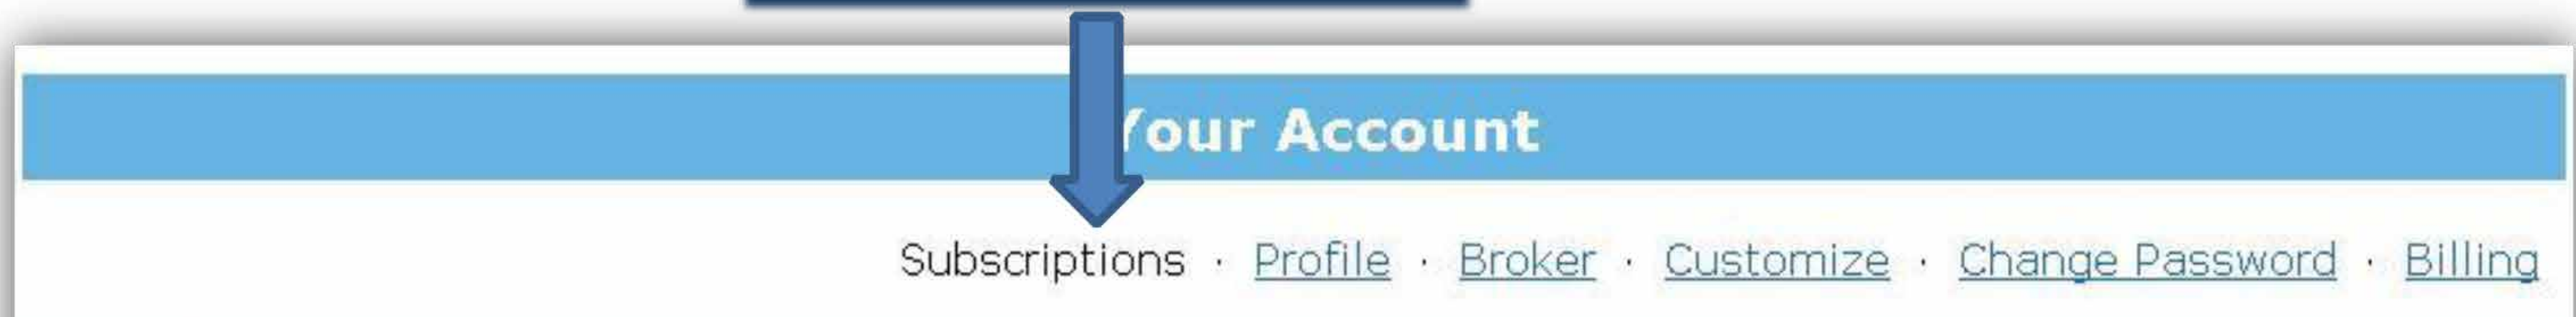 Your Account
Subscriptions · Profile · Broker · Customize · Change Password · Billing